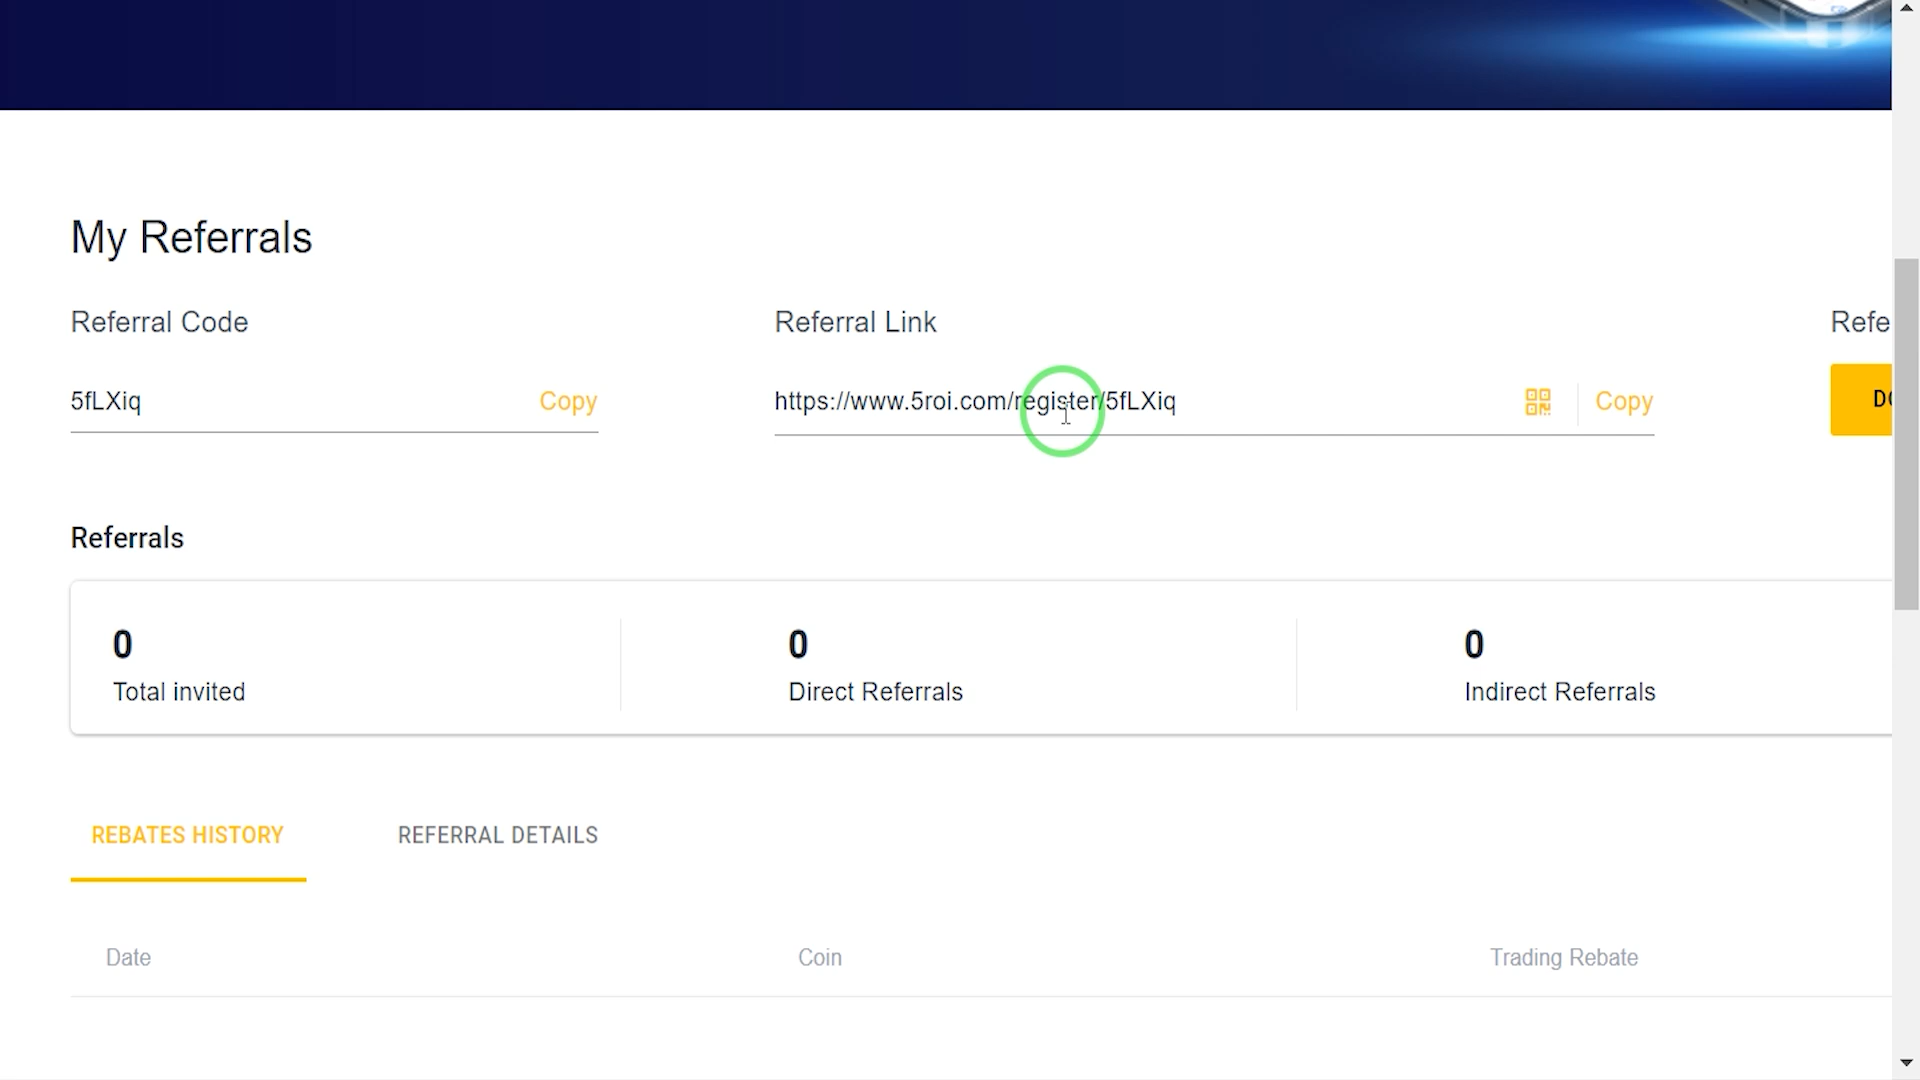 My Referrals
Referral Code
Referral Link
Refe
5fLXiq
Copy
https://www.5roi.com/register/5fLXiq
Copy
Referrals
0
Total invited
0
Direct Referrals
0
Indirect Referrals
REBATES HISTORY
REFERRAL DETAILS
Date
Coin
Trading Rebate